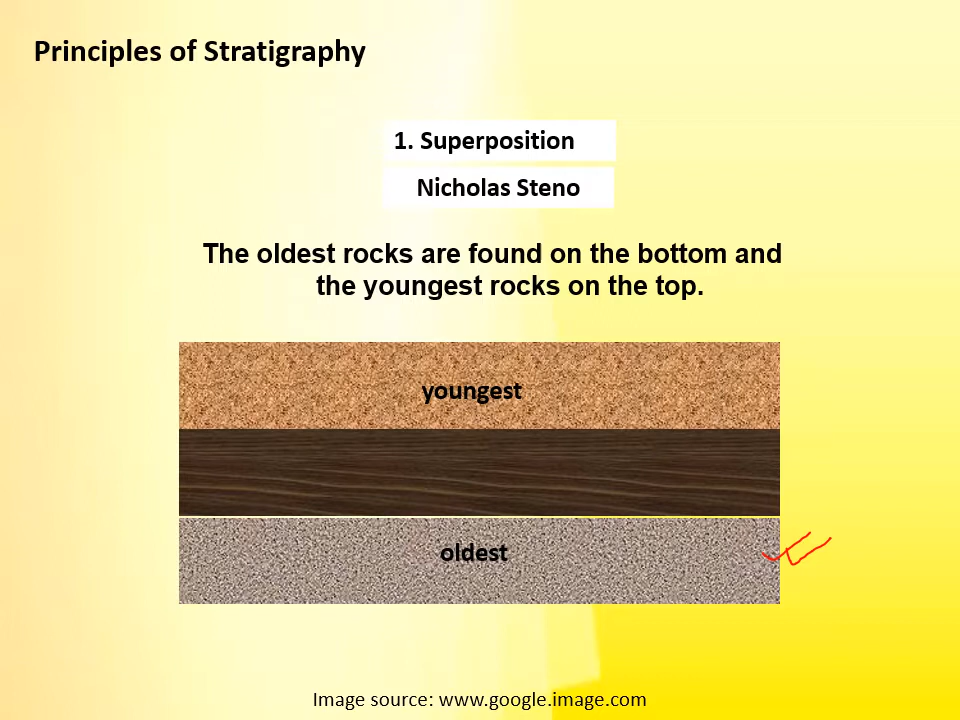 Principles of Stratigraphy
1. Superposition
Nicholas Steno
The oldest rocks are found on the bottom and
the youngest rocks on the top.
youngest
oldest
Image source: www.google.image.com